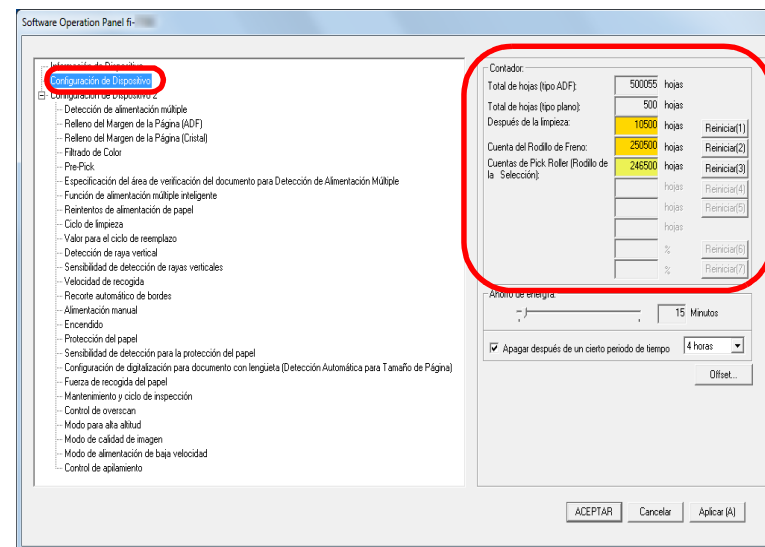 Software Operation Panel fi-
Información de Dispositivo
Configuración de Dispositivo
Configuración de Dispositivo 2
Detección de alimentación múltiple
Relleno del Margen de la Página (ADF)
Relleno del Margen de la Página (Cristal)
Filtrado de Color
Pre-Pick
Especificación del área de verificación del documento para Detección de Alimentación Múltiple
Función de alimentación múltiple inteligente
Reintentos de alimentación de papel
Ciclo de limpieza
Valor para el ciclo de reemplazo
Detección de raya vertical
Sensibilidad de detección de rayas verticales
Velocidad de recogida
Recorte automático de bordes
Alimentación manual
Encendido
Protección del papel
Sensibilidad de detección para la protección del papel
Configuración de digitalización para documento con lengüeta (Detección Automática para Tamaño de Página)
Fuerza de recogida del papel
Mantenimiento y ciclo de inspección
Control de overscan
Modo para alta altitud
Modo de calidad de imagen
Modo de alimentación de baja velocidad
Control de apilamiento
Contador:
Total de hojas (tipo ADF): 500055 hojas
Total de hojas (tipo plano): 500 hojas
Después de la limpieza: 10500 hojas Reiniciar(1)
Cuenta del Rodillo de Freno: 250500 hojas Reiniciar(2)
Cuentas de Pick Roller (Rodillo de 246500 hojas Reiniciar(3)
la Selección):
hojas Reiniciar(4)
hojas Reiniciar(5)
hojas
% Reiniciar(6)
% Reiniciar(7)
Ahorro de energía:
15 Minutos
Apagar después de un cierto periodo de tiempo 4 horas
Offset...
ACEPTAR Cancelar Aplicar (A)